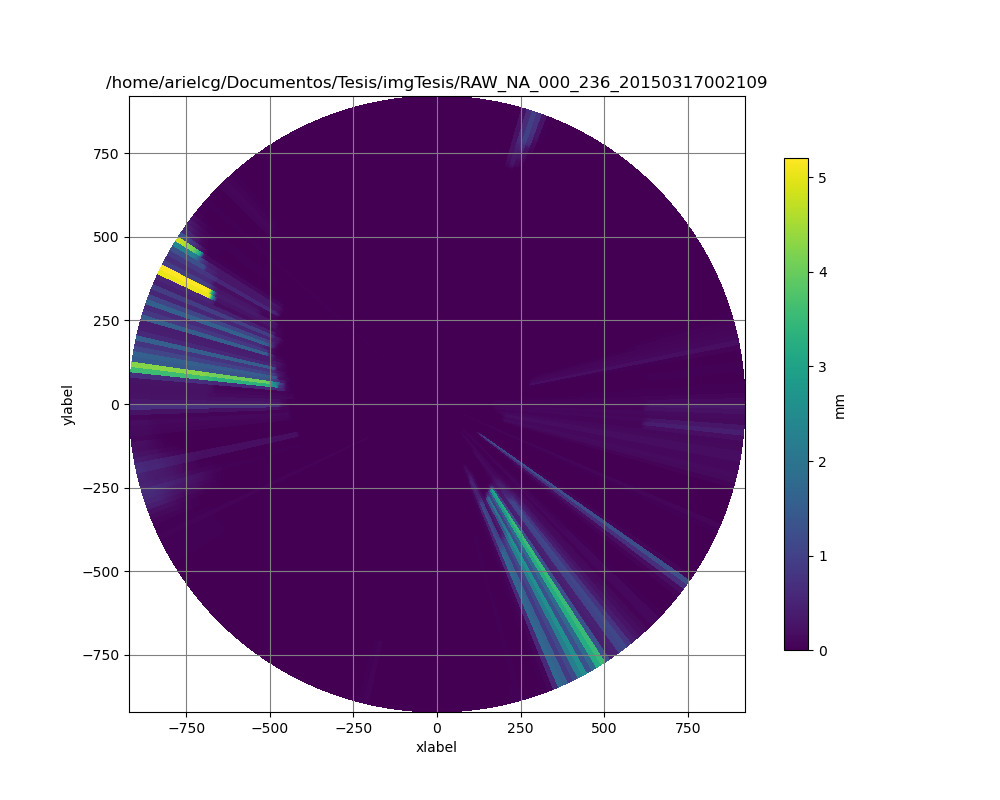 /home/arielcg/Documentos/Tesis/imgTesis/RAW_NA_000_236_20150317002109
750
500
250
0
−250
−500
−750
ylabel
−750 −500 −250 0 250 500 750
xlabel
5
4
3
2
1
0
mm